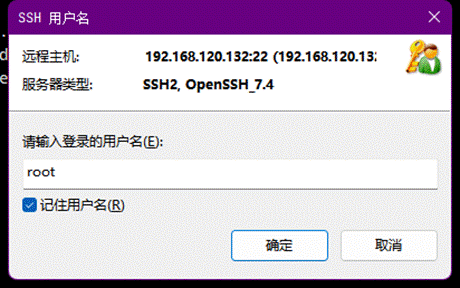 SSH 用户名
远程主机: 192.168.120.132:22 (192.168.120.132
服务器类型: SSH2, OpenSSH_7.4
请输入登录的用户名(E):
root
记住用户名(R)
确定 取消